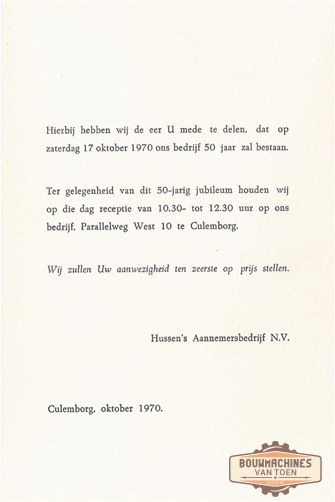 Hierbij hebben wij de eer U mede te delen, dat op
zaterdag 17 oktober 1970 ons bedrijf 50 jaar zal bestaan.
Ter gelegenheid van dit 50-jarig jubileum houden wij
op die dag receptie van 10.30- tot 12.30 uur op ons
bedrijf, Parallelweg West 10 te Culemborg.
Wij zullen Uw aanwezigheid ten zeerste op prijs stellen.
Hussen's Aannemersbedrijf N.V.
Culemborg, oktober 1970.
BOUWMACHINES
VAN TOEN